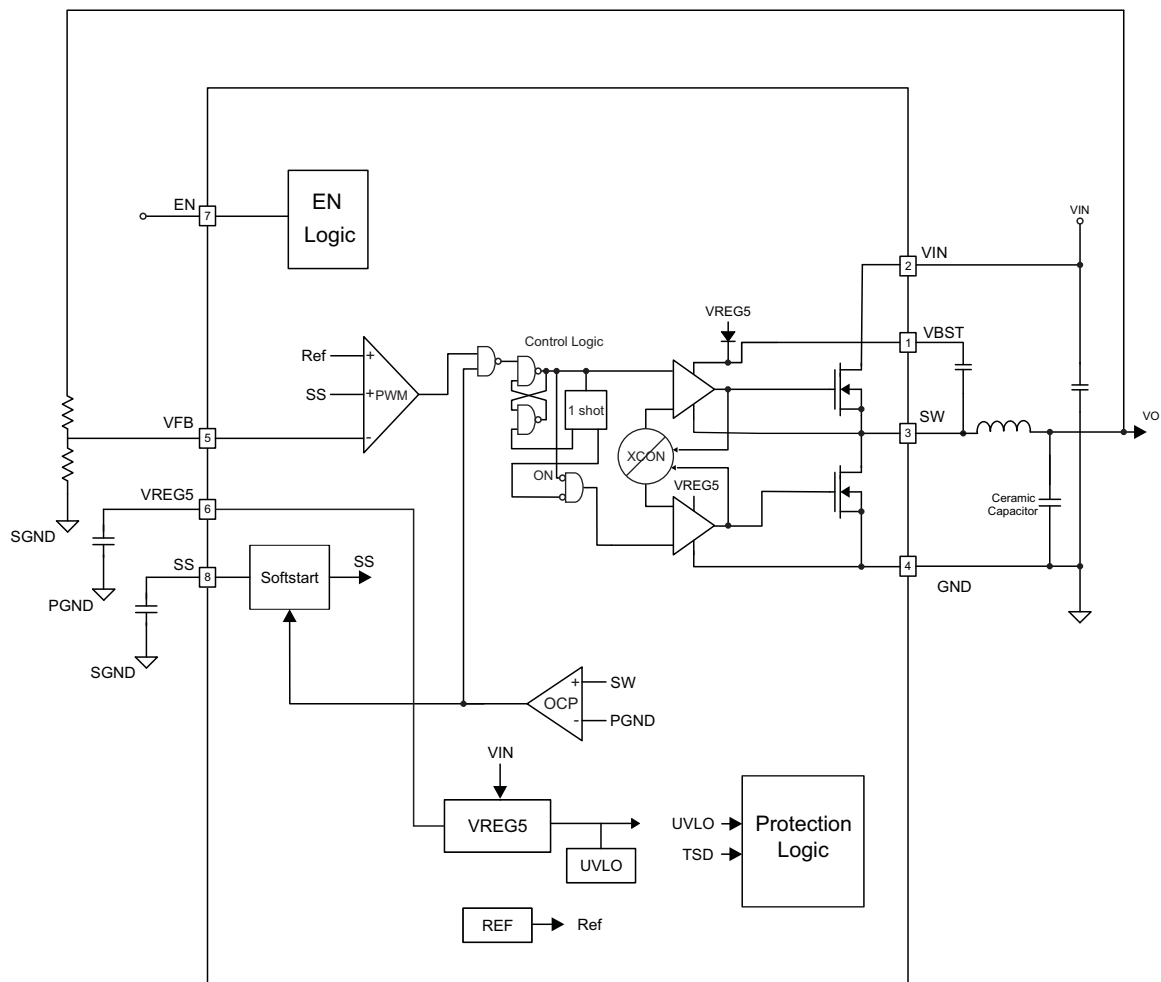 EN
7
EN
Logic
VIN
VIN
2
VREG5
VBST
1
Control Logic
Ref
+
SS
+
PWM
-
1 shot
SW
3
VO
VFB
5
XCON
ON
VREG5
Ceramic
Capacitor
VREG5
6
SGND
SS
8
Softstart
SS
4
GND
PGND
SGND
+
SW
OCP
-
PGND
VIN
VREG5
UVLO
UVLO
TSD
Protection
Logic
REF
Ref